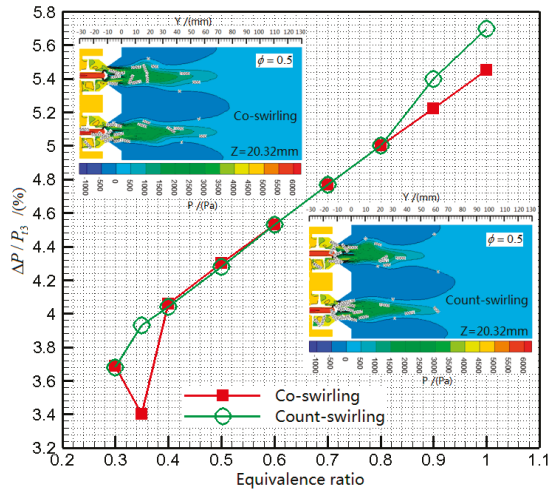 5.8
5.6
5.4
5.2
5
4.8
4.6
4.4
4.2
4
3.8
3.6
3.4
3.2
ΔP / Pt3 /(%)
0.2 0.3 0.4 0.5 0.6 0.7 0.8 0.9 1.0 1.1
Equivalence ratio
Y /(mm)
-30 -20 -10 0 10 20 30 40 50 60 70 80 90 100 110 120 130
ϕ = 0.5
Co-swirling
Z=20.32mm
-1000 0 500 1000 1500 2000 2500 3000 3500 4000 4500 5000 6000
P /(Pa)
Y /(mm)
-30 -20 -10 0 10 20 30 40 50 60 70 80 90 100 110 120 130
ϕ = 0.5
Count-swirling
Z=20.32mm
-1000 0 500 1000 1500 2000 2500 3000 3500 4000 4500 5000 6000
P /(Pa)
Co-swirling
Count-swirling